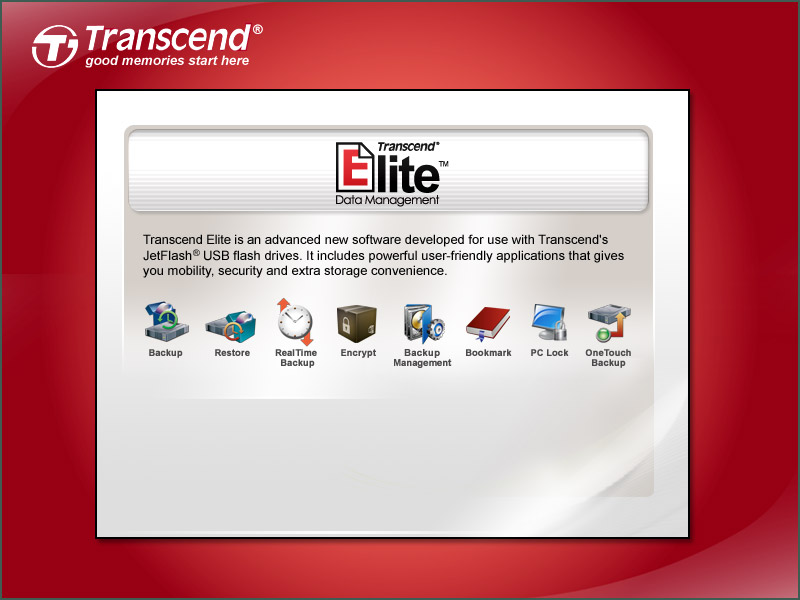 Transcend®
good memories start here
Transcend®
Elite™
Data Management
Transcend Elite is an advanced new software developed for use with Transcend's
JetFlash® USB flash drives. It includes powerful user-friendly applications that gives
you mobility, security and extra storage convenience.
Backup
Restore
RealTime
Backup
Encrypt
Backup
Management
Bookmark
PC Lock
OneTouch
Backup